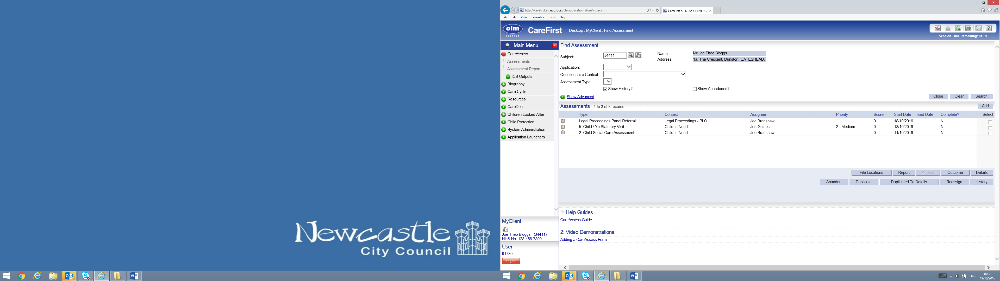 Newcastle
City Council
http://carefirst.ad.ncc.local/cfi/application_store/index.cfm
CareFirst 6.11.13.5 CFLIVE "...
File Edit View Favorites Tools Help
olm
SYSTEMS
CareFirst
Desktop : MyClient : Find Assessment
Session Time Remaining: 01:59
Main Menu
CareAssess
Assessments
Assessment Report
ICS Outputs
Biography
Care Cycle
Resources
CareDoc
Children Looked After
Child Protection
System Administration
Application Launchers
MyClient
Joe Theo Bloggs - (J4411)
NHS No: 123-456-7890
User
91730
Logout
Find Assessment
Subject: J4411 Name: Mr Joe Theo Bloggs
Address: 1a, The Crescent, Dunston, GATESHEAD,
Application:
Questionnaire Context:
Assessment Type:
Show History? Show Abandoned?
Show Advanced Close Clear Search
Assessments - 1 to 3 of 3 records Add
Type Context Assignee Priority Score Start Date End Date Complete? Select
Legal Proceedings Panel Referral Legal Proceedings - PLO Joe Bradshaw 0 18/10/2016 N
5. Child / Yp Statutory Visit Child In Need Jon Gaines 2 - Medium 0 13/10/2016 N
2. Child Social Care Assessment Child In Need Joe Bradshaw 0 11/10/2016 N
File Locations Report Access Outcome Details
Abandon Duplicate Duplicated To Details Reassign History
1: Help Guides
CareAssess Guide
2: Video Demonstrations
Adding a CareAssess Form
ENG
07:32
19/10/2016